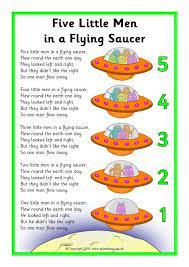 Five Little Men
in a Flying Saucer
Five little men in a flying saucer,
They round the earth one day.
They looked left and right,
But they didn't like the sight,
So one man flew away.
5
Four little men in a flying saucer,
They round the earth one day.
They looked left and right,
But they didn't like the sight,
So one man flew away.
4
Three little men in a flying saucer,
They round the earth one day.
They looked left and right,
But they didn't like the sight,
So one man flew away.
3
Two little men in a flying saucer,
They round the earth one day.
They looked left and right,
But they didn't like the sight,
So one man flew away.
2
One little man in a flying saucer,
He round the earth one day.
He looked left and right,
But he didn't like the sight,
So one man flew away.
1